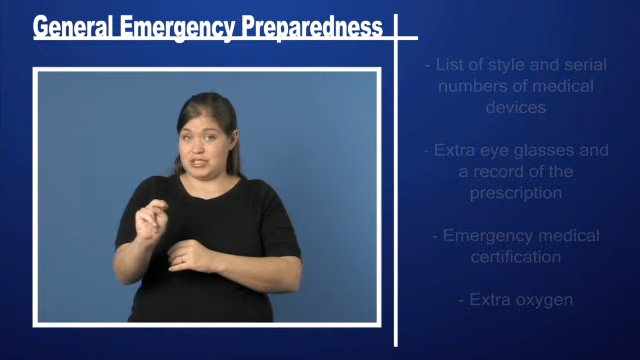 General Emergency Preparedness
- List of style and serial
numbers of medical
devices
- Extra eye glasses and
a record of the
prescription
- Emergency medical
certification
- Extra oxygen